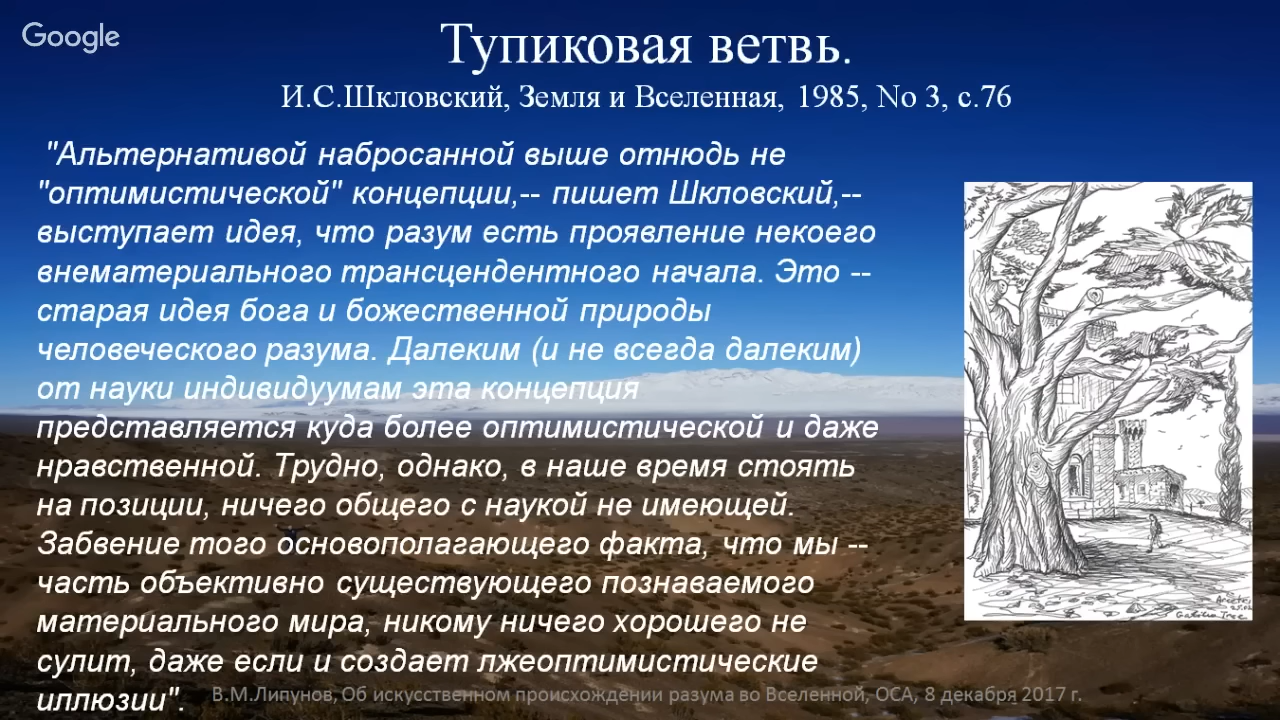 Google
Тупиковая ветвь.
И.С.Шкловский, Земля и Вселенная, 1985, No 3, с.76
"Альтернативой набросанной выше отнюдь не
"оптимистической" концепции,-- пишет Шкловский,--
выступает идея, что разум есть проявление некоего
внематериального трансцендентного начала. Это --
старая идея бога и божественной природы
человеческого разума. Далеким (и не всегда далеким)
от науки индивидуумам эта концепция
представляется куда более оптимистической и даже
нравственной. Трудно, однако, в наше время стоять
на позиции, ничего общего с наукой не имеющей.
Забвение того основополагающего факта, что мы --
часть объективно существующего познаваемого
материального мира, никому ничего хорошего не
сулит, даже если и создает лжеоптимистические
иллюзии".
В.М.Липунов, Об искусственном происхождении разума во Вселенной, ОСА, 8 декабря 2017 г.